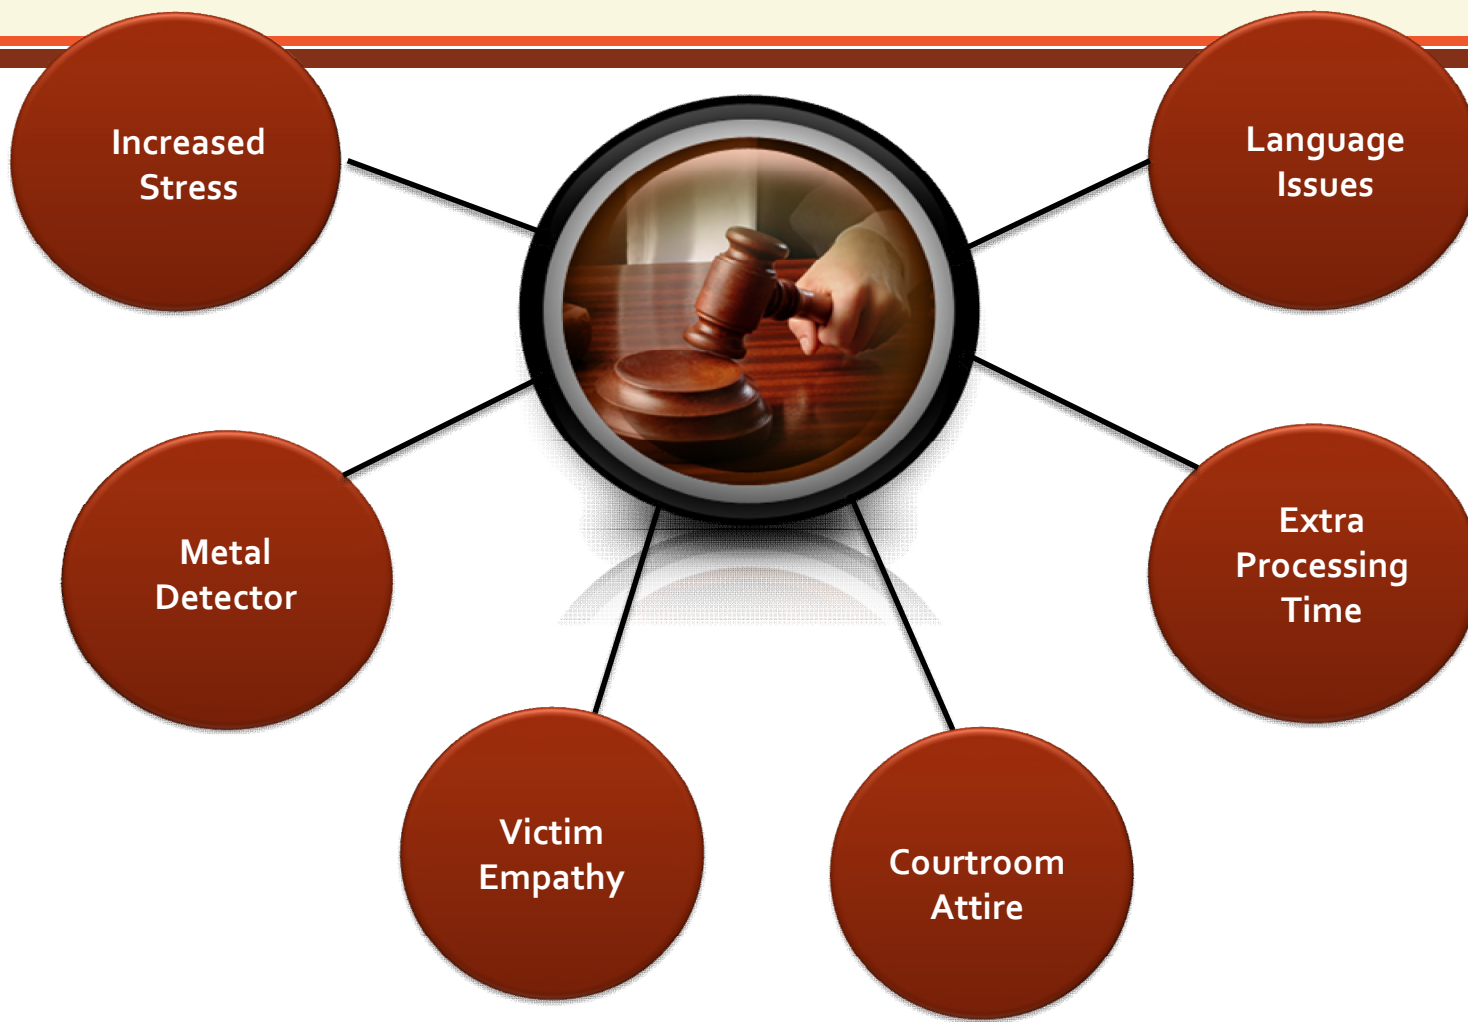 Increased
Stress
Language
Issues
Metal
Detector
Extra
Processing
Time
Victim
Empathy
Courtroom
Attire